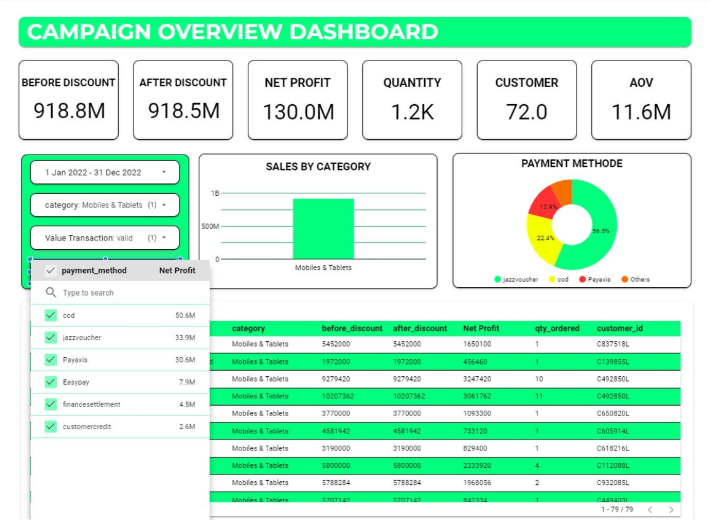 CAMPAIGN OVERVIEW DASHBOARD
BEFORE DISCOUNT
918.8M
AFTER DISCOUNT
918.5M
NET PROFIT
130.0M
QUANTITY
1.2K
CUSTOMER
72.0
AOV
11.6M
1 Jan 2022 - 31 Dec 2022
category: Mobiles & Tablets (1)
Value Transaction: valid (1)
SALES BY CATEGORY
1B
500M
0
Mobiles & Tablets
PAYMENT METHODE
12.9%
22.4%
56.5%
jazzvoucher cod Payaxis Others
payment_method Net Profit
Type to search
cod 50.6M
jazzvoucher 33.9M
Payaxis 30.6M
Easypay 7.9M
financesettlement 4.5M
customercredit 2.6M
category before_discount after_discount Net Profit qty_ordered customer_id
Mobiles & Tablets 5452000 5452000 1650100 1 C837518L
Mobiles & Tablets 1972000 1972000 456460 1 C139855L
Mobiles & Tablets 9279420 9279420 3247420 10 C492850L
Mobiles & Tablets 10207362 10207362 3061762 11 C492850L
Mobiles & Tablets 3770000 3770000 1093300 1 C650820L
Mobiles & Tablets 4581942 4581942 733120 1 C605914L
Mobiles & Tablets 3190000 3190000 829400 1 C618216L
Mobiles & Tablets 5800000 5800000 2333920 4 C112088L
Mobiles & Tablets 5788284 5788284 1968056 2 C932085L
Mobiles & Tablets 5707142 5707142 842334 1 C449403L
1 - 79 / 79